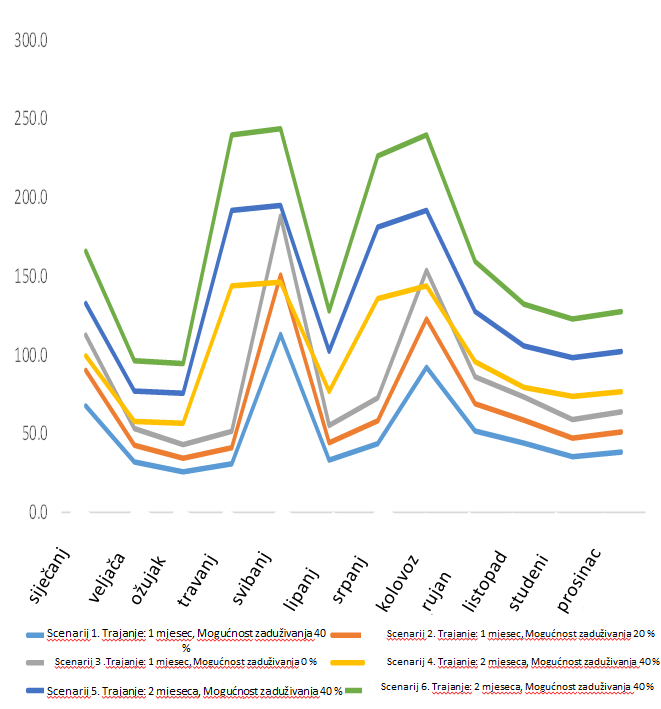 300.0
250.0
200.0
150.0
100.0
50.0
0.0
siječanj
veljača
ožujak
travanj
svibanj
lipanj
srpanj
kolovoz
rujan
listopad
studeni
prosinac
Scenarij 1. Trajanje: 1 mjesec, Mogućnost zaduživanja 40
%
Scenarij 2. Trajanje: 1 mjesec, Mogućnost zaduživanja 20 %
Scenarij 3 .Trajanje: 1 mjesec, Mogućnost zaduživanja 0 %
Scenarij 4. Trajanje: 2 mjeseca, Mogućnost zaduživanja 40%
Scenarij 5. Trajanje: 2 mjeseca, Mogućnost zaduživanja 40 %
Scenarij 6. Trajanje: 2 mjeseca, Mogućnost zaduživanja 40%